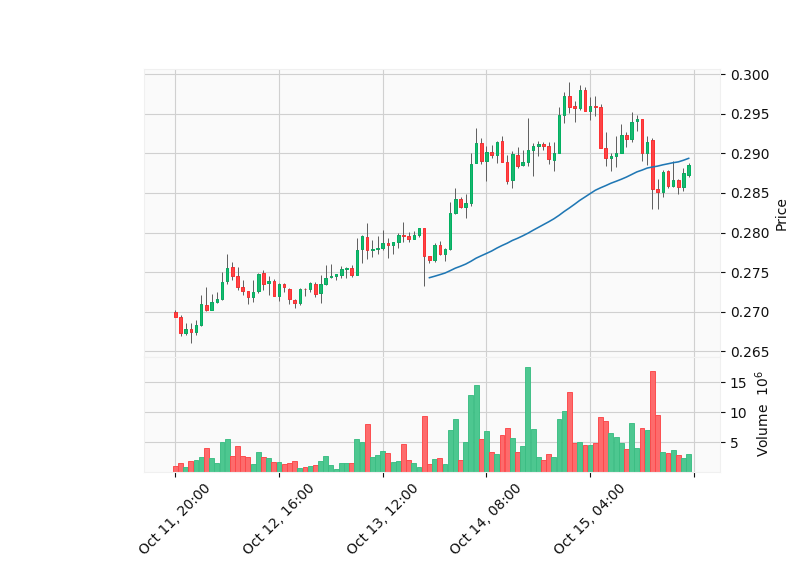 0.300
0.295
0.290
0.285
0.280
0.275
0.270
0.265
Price
15
10
5
Volume 10⁶
Oct 11, 20:00
Oct 12, 16:00
Oct 13, 12:00
Oct 14, 08:00
Oct 15, 04:00